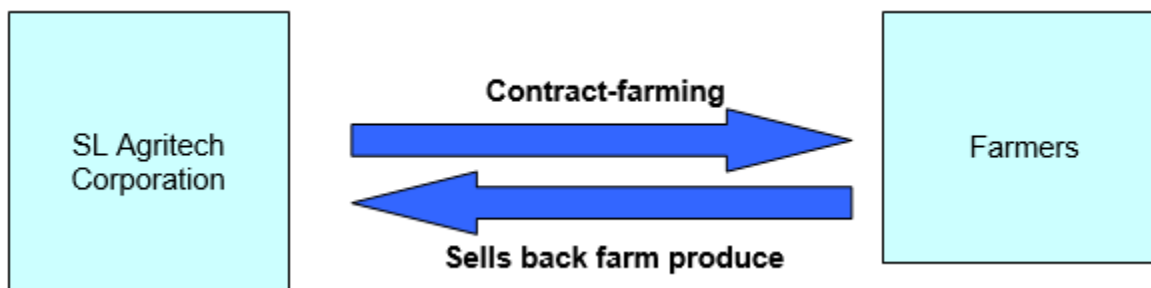 Contract-farming
SL Agritech
Corporation
Farmers
Sells back farm produce